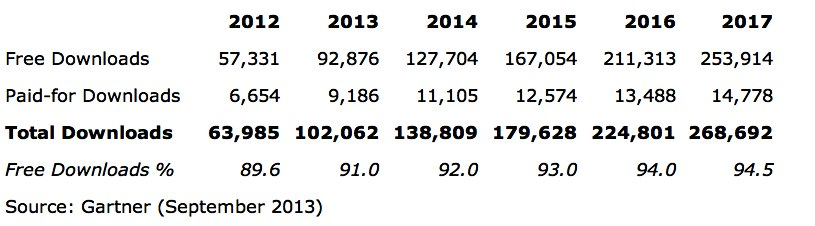 2012 2013 2014 2015 2016 2017
Free Downloads 57,331 92,876 127,704 167,054 211,313 253,914
Paid-for Downloads 6,654 9,186 11,105 12,574 13,488 14,778
Total Downloads 63,985 102,062 138,809 179,628 224,801 268,692
Free Downloads % 89.6 91.0 92.0 93.0 94.0 94.5
Source: Gartner (September 2013)